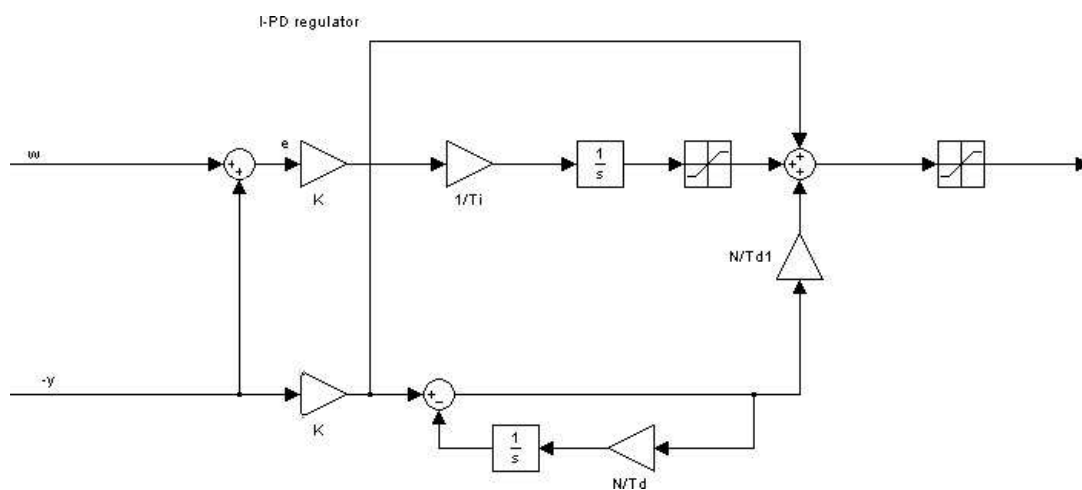 I-PD regulator
w
e
K
1/Ti
1
s
N/Td1
-y
K
1
s
N/Td